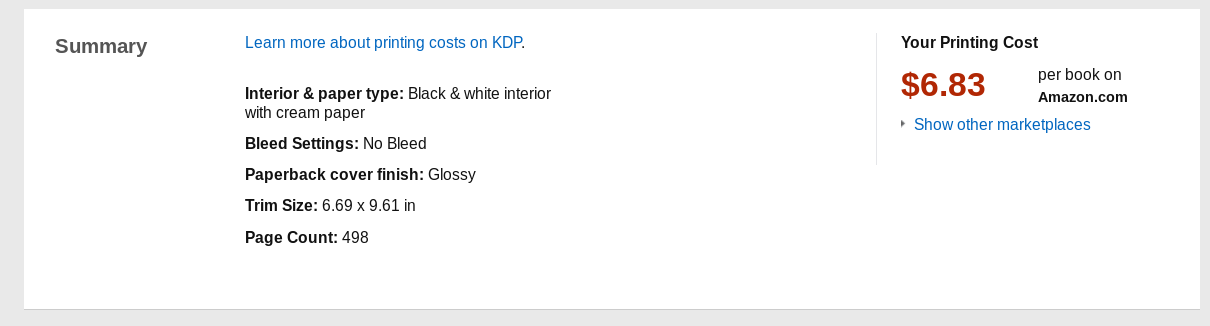 Summary
Learn more about printing costs on KDP.
Interior & paper type: Black & white interior
with cream paper
Bleed Settings: No Bleed
Paperback cover finish: Glossy
Trim Size: 6.69 x 9.61 in
Page Count: 498
Your Printing Cost
$6.83
per book on
Amazon.com
Show other marketplaces